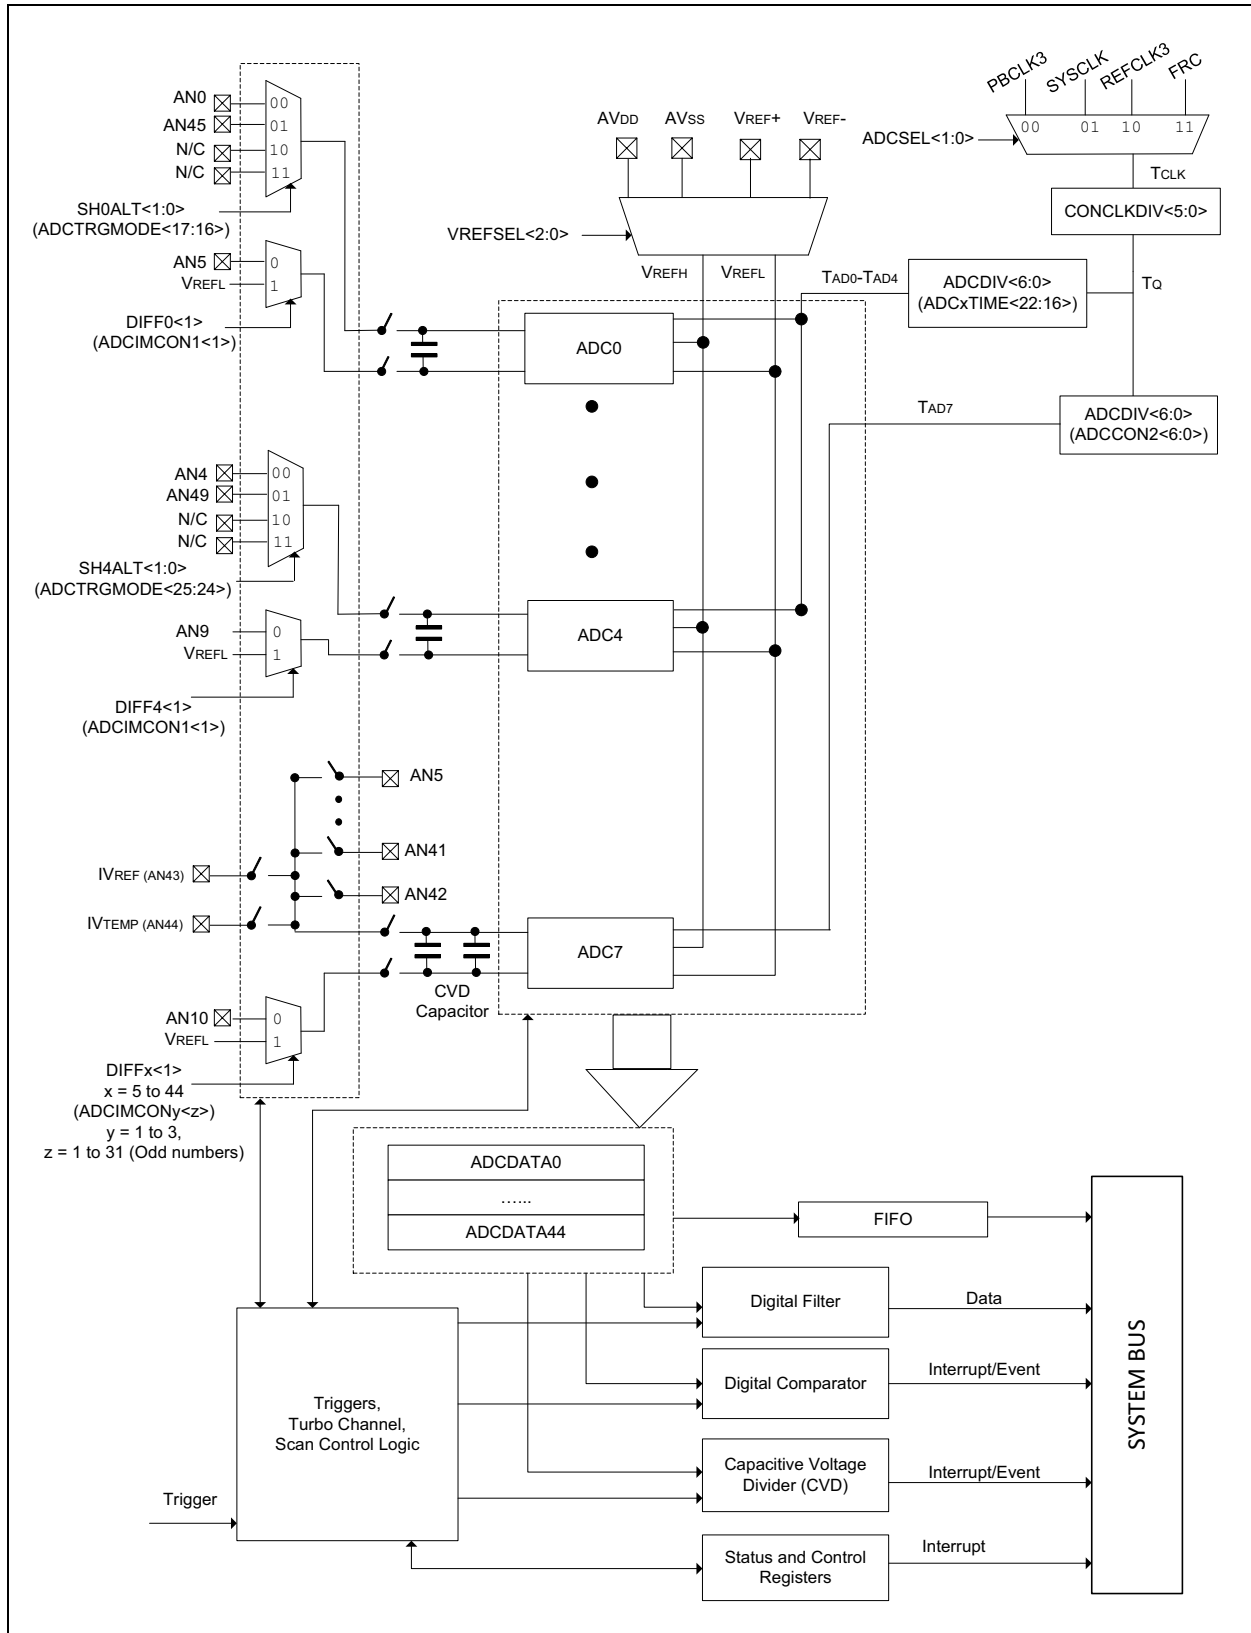 PBCLK3
SYSCLK
REFCLK3
FRC
00 01 10 11
ADCSEL<1:0>
TCLK
CONCLKDIV<5:0>
TQ
AN0
00
AN45
01
N/C
10
N/C
11
SH0ALT<1:0>
(ADCTRGMODE<17:16>)
AN5
0
VREFL
1
DIFF0<1>
(ADCIMCON1<1>)
AVDD
AVSS
VREF+
VREF-
VREFSEL<2:0>
VREFH
VREFL
TAD0-TAD4
ADCDIV<6:0>
(ADCxTIME<22:16>)
ADC0
TAD7
ADCDIV<6:0>
(ADCCON2<6:0>)
AN4
00
AN49
01
N/C
10
N/C
11
SH4ALT<1:0>
(ADCTRGMODE<25:24>)
AN9
0
VREFL
1
DIFF4<1>
(ADCIMCON1<1>)
ADC4
AN5
AN41
AN42
IVREF (AN43)
IVTEMP (AN44)
ADC7
CVD
Capacitor
AN10
0
VREFL
1
DIFFx<1>
x = 5 to 44
(ADCIMCONy<z>)
y = 1 to 3,
z = 1 to 31 (Odd numbers)
ADCDATA0
…...
ADCDATA44
FIFO
Digital Filter
Data
Digital Comparator
Interrupt/Event
Capacitive Voltage
Divider (CVD)
Interrupt/Event
Status and Control
Registers
Interrupt
Triggers,
Turbo Channel,
Scan Control Logic
Trigger
SYSTEM BUS